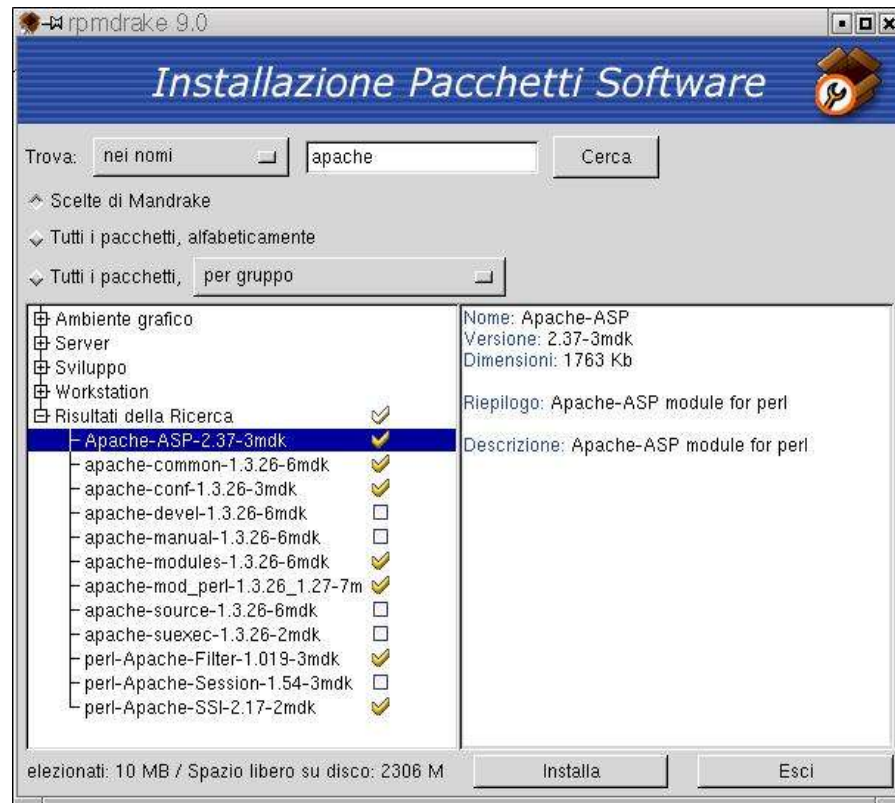 rpmdrake 9.0
Installazione Pacchetti Software
Trova: nei nomi apache Cerca
Scelte di Mandrake
Tutti i pacchetti, alfabeticamente
Tutti i pacchetti, per gruppo
Ambiente grafico
Server
Sviluppo
Workstation
Risultati della Ricerca
Apache-ASP-2.37-3mdk
apache-common-1.3.26-6mdk
apache-conf-1.3.26-3mdk
apache-devel-1.3.26-6mdk
apache-manual-1.3.26-6mdk
apache-modules-1.3.26-6mdk
apache-mod_perl-1.3.26_1.27-7m
apache-source-1.3.26-6mdk
apache-suexec-1.3.26-2mdk
perl-Apache-Filter-1.019-3mdk
perl-Apache-Session-1.54-3mdk
perl-Apache-SSI-2.17-2mdk
Nome: Apache-ASP
Versione: 2.37-3mdk
Dimensioni: 1763 Kb
Riepilogo: Apache-ASP module for perl
Descrizione: Apache-ASP module for perl
elezionati: 10 MB / Spazio libero su disco: 2306 M
Installa
Esci